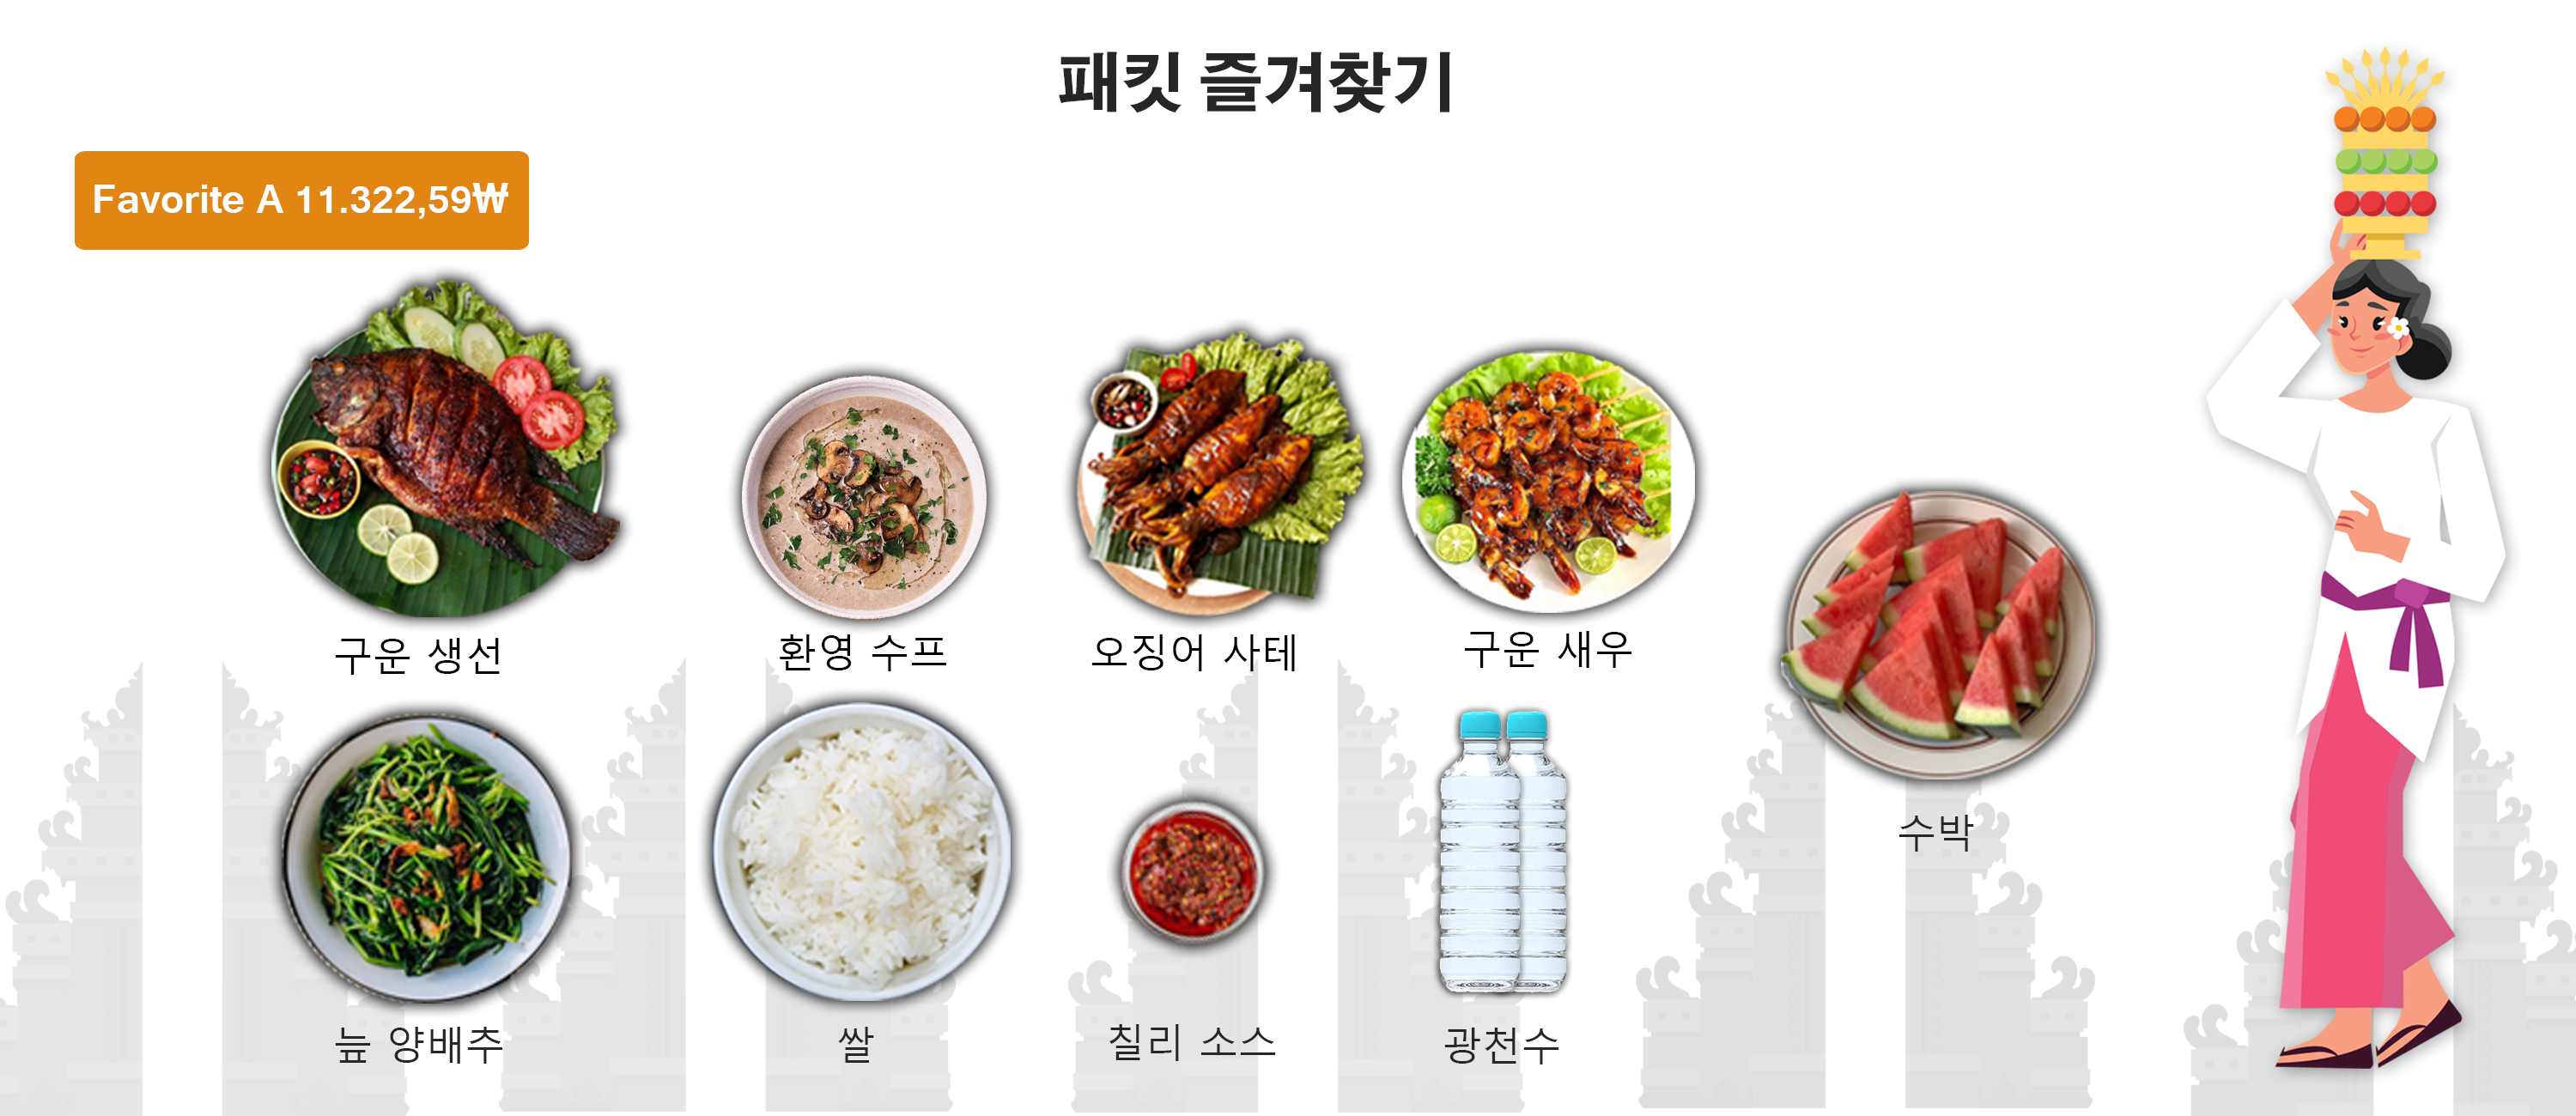 패킷 즐겨찾기
Favorite A 11.322,59₩
구운 생선
환영 수프
오징어 사테
구운 새우
수박
늪 양배추
쌀
칠리 소스
광천수